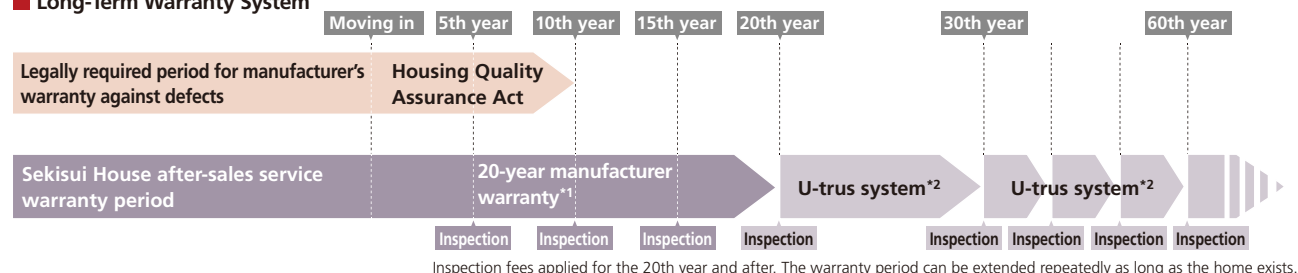 Long-Term Warranty System
Moving in 5th year 10th year 15th year 20th year 30th year 60th year
Legally required period for manufacturer's
warranty against defects
Housing Quality
Assurance Act
Sekisui House after-sales service
warranty period
20-year manufacturer
warranty*1
U-trus system*2
U-trus system*2
Inspection Inspection Inspection Inspection Inspection Inspection Inspection Inspection
Inspection fees applied for the 20th year and after. The warranty period can be extended repeatedly as long as the home exists.